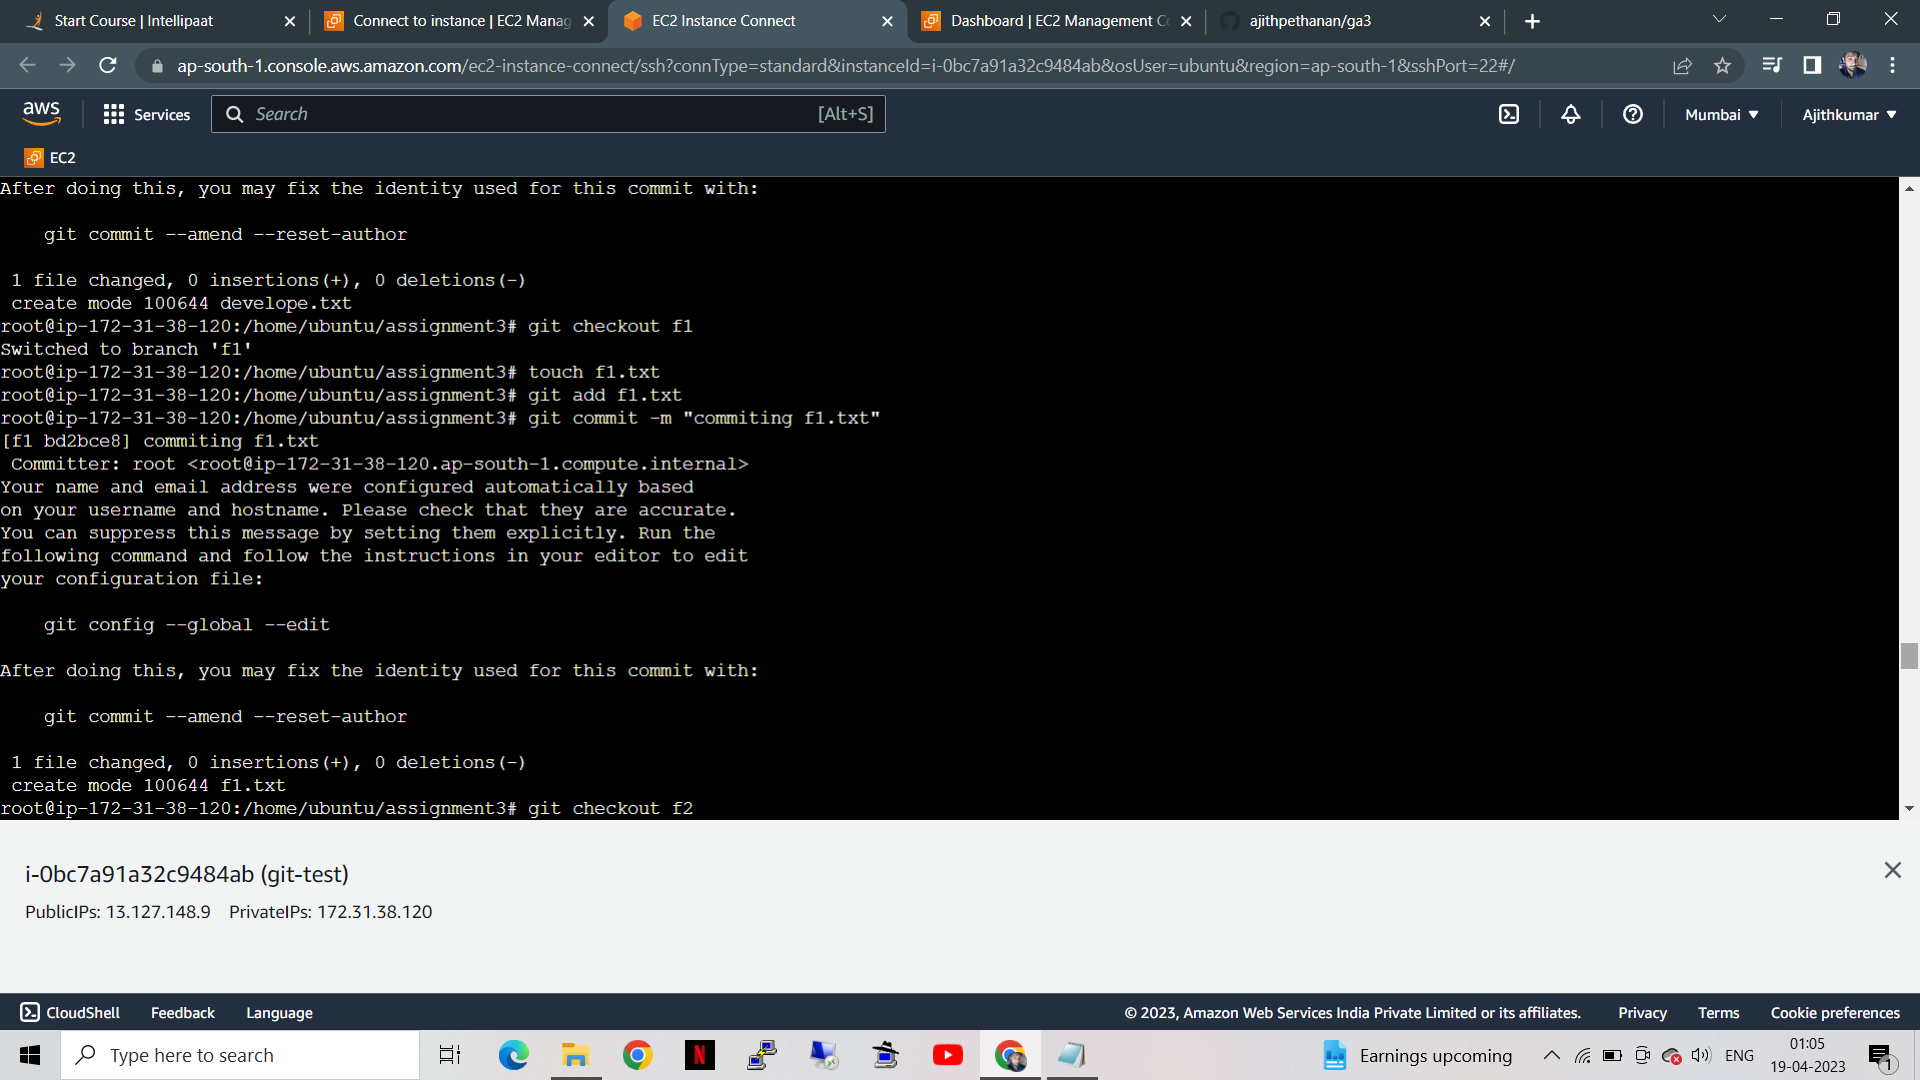 Start Course | Intellipaat
Connect to instance | EC2 Manag
EC2 Instance Connect
Dashboard | EC2 Management Co
ajithpethanan/ga3
ap-south-1.console.aws.amazon.com/ec2-instance-connect/ssh?connType=standard&instanceId=i-0bc7a91a32c9484ab&osUser=ubuntu&region=ap-south-1&sshPort=22#/
aws
Services
Search
[Alt+S]
Mumbai
Ajithkumar
EC2
After doing this, you may fix the identity used for this commit with:
git commit --amend --reset-author
1 file changed, 0 insertions(+), 0 deletions(-)
create mode 100644 develope.txt
root@ip-172-31-38-120:/home/ubuntu/assignment3# git checkout f1
Switched to branch 'f1'
root@ip-172-31-38-120:/home/ubuntu/assignment3# touch f1.txt
root@ip-172-31-38-120:/home/ubuntu/assignment3# git add f1.txt
root@ip-172-31-38-120:/home/ubuntu/assignment3# git commit -m "commiting f1.txt"
[f1 bd2bce8] commiting f1.txt
Committer: root <root@ip-172-31-38-120.ap-south-1.compute.internal>
Your name and email address were configured automatically based
on your username and hostname. Please check that they are accurate.
You can suppress this message by setting them explicitly. Run the
following command and follow the instructions in your editor to edit
your configuration file:
git config --global --edit
After doing this, you may fix the identity used for this commit with:
git commit --amend --reset-author
1 file changed, 0 insertions(+), 0 deletions(-)
create mode 100644 f1.txt
root@ip-172-31-38-120:/home/ubuntu/assignment3# git checkout f2
i-0bc7a91a32c9484ab (git-test)
PublicIPs: 13.127.148.9 PrivateIPs: 172.31.38.120
CloudShell Feedback Language
© 2023, Amazon Web Services India Private Limited or its affiliates. Privacy Terms Cookie preferences
Type here to search
N
Earnings upcoming
ENG
01:05
19-04-2023
1